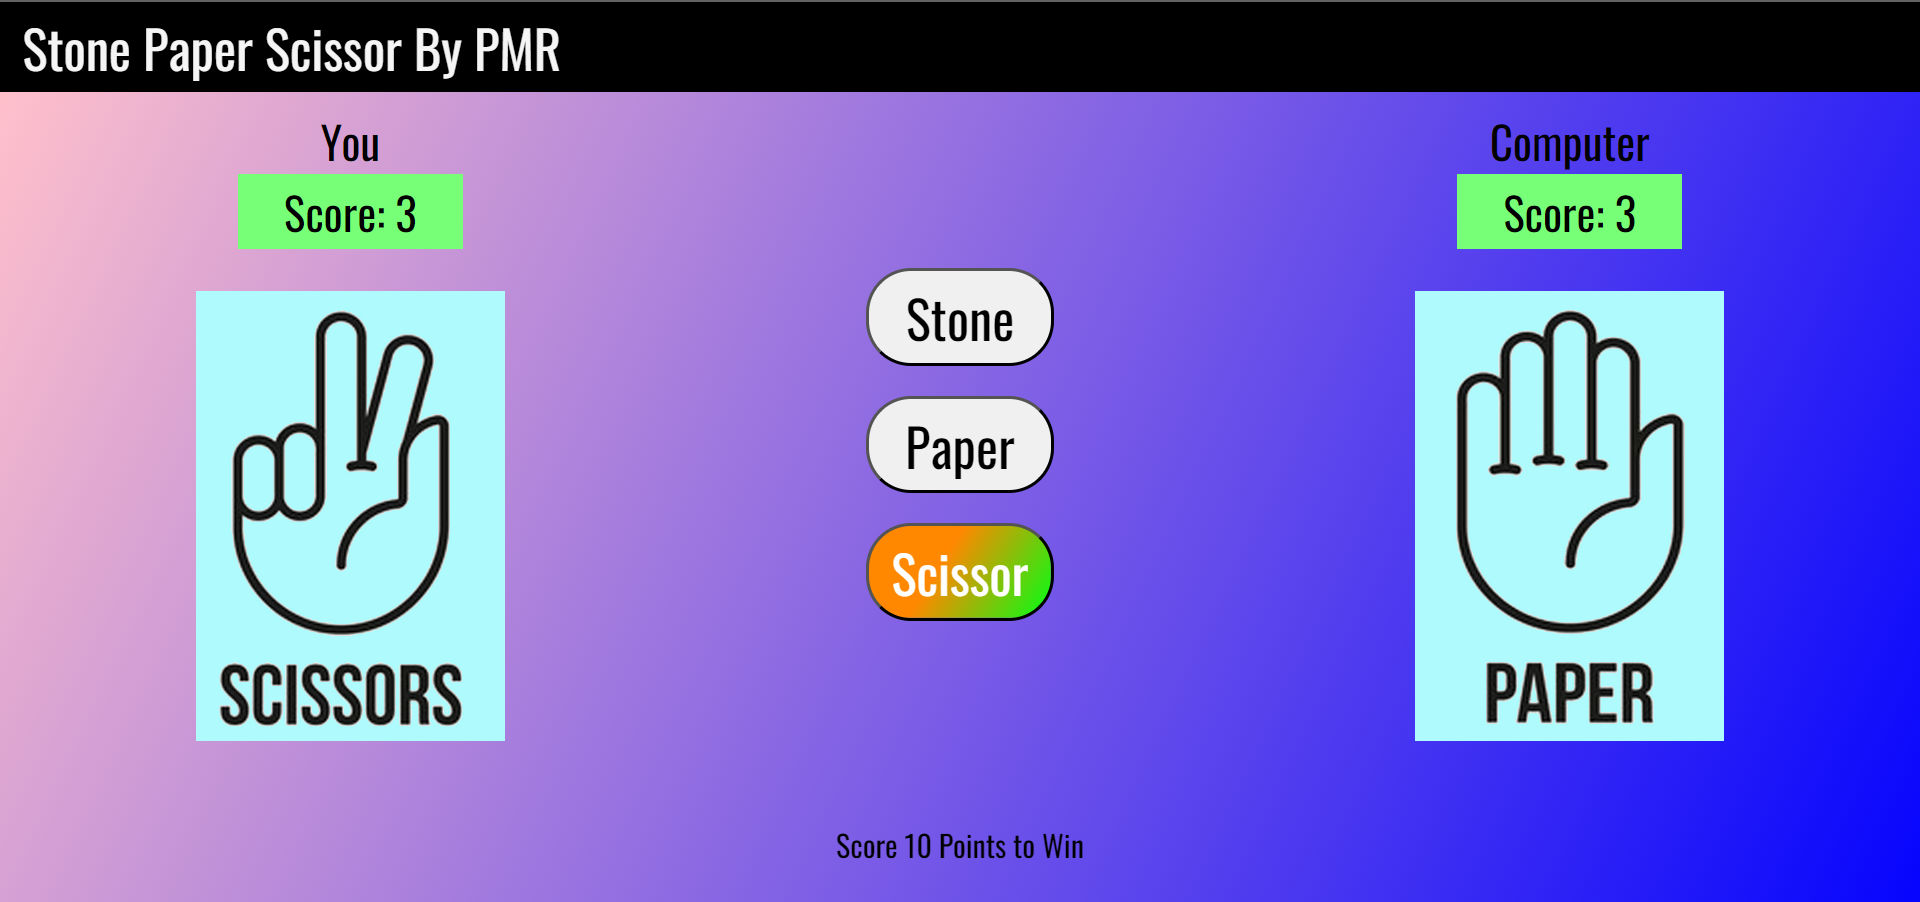 Stone Paper Scissor By PMR
You
Score: 3
SCISSORS
Stone
Paper
Scissor
Computer
Score: 3
PAPER
Score 10 Points to Win